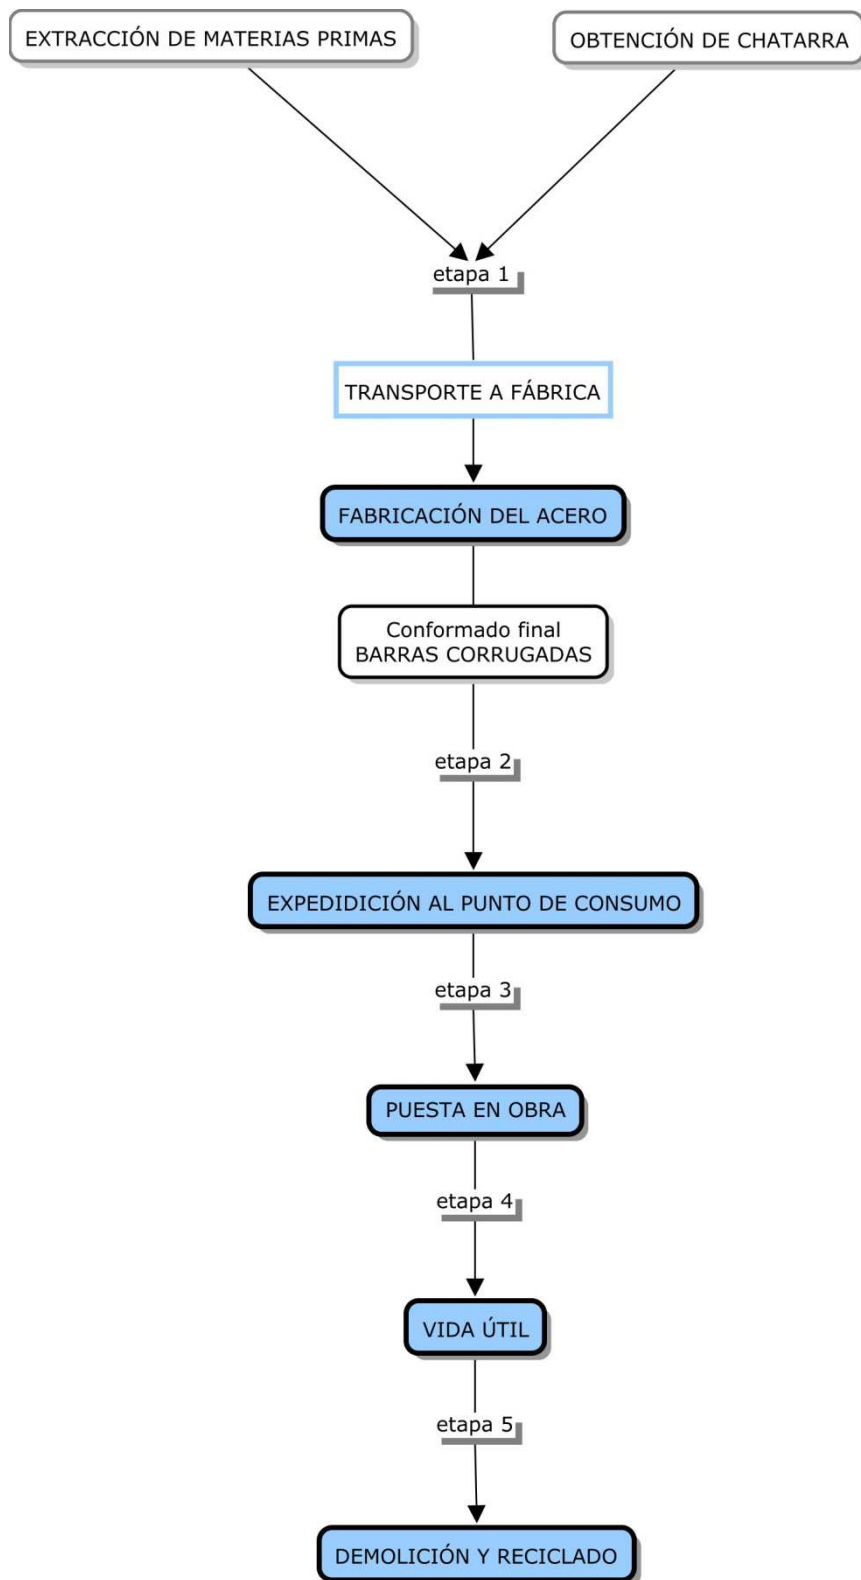 EXTRACCIÓN DE MATERIAS PRIMAS
OBTENCIÓN DE CHATARRA
etapa 1
TRANSPORTE A FÁBRICA
FABRICACIÓN DEL ACERO
Conformado final
BARRAS CORRUGADAS
etapa 2
EXPEDIDICIÓN AL PUNTO DE CONSUMO
etapa 3
PUESTA EN OBRA
etapa 4
VIDA ÚTIL
etapa 5
DEMOLICIÓN Y RECICLADO